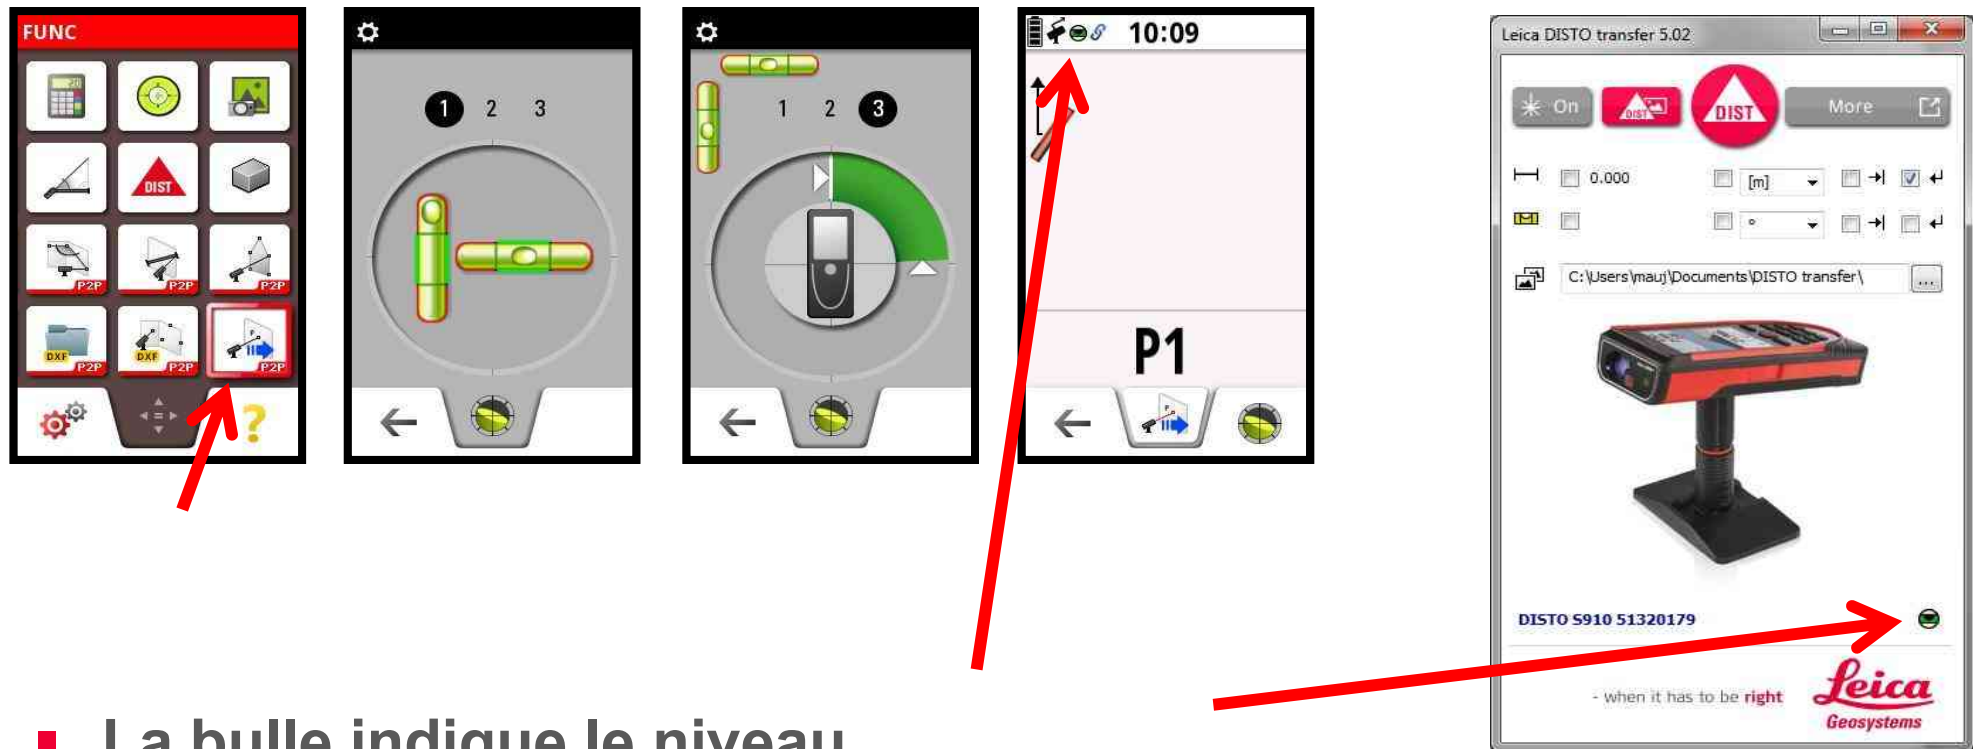 FUNC
DIST
P2P
P2P
P2P
DXF
P2P
DXF
P2P
P2P
?
1 2 3
1 2 3
10:09
P1
Leica DISTO transfer 5.02
On
DIST
DIST
More
0.000
[m]
°
C:\Users\mauj\Documents\DISTO transfer\
...
DISTO S910 51320179
- when it has to be right
Leica
Geosystems
La bulle indique le niveau